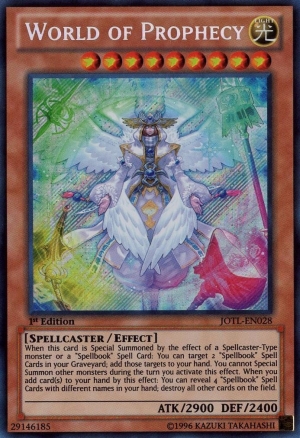 WORLD OF PROPHECY
LIGHT
光
1st Edition
JOTL-EN028
[SPELLCASTER / EFFECT]
When this card is Special Summoned by the effect of a Spellcaster-Type
monster or a "Spellbook" Spell Card: You can target 2 "Spellbook" Spell
Cards in your Graveyard; add those targets to your hand. You cannot Special
Summon other monsters during the turn you activate this effect. When you
add card(s) to your hand by this effect: You can reveal 4 "Spellbook" Spell
Cards with different names in your hand; destroy all other cards on the field.
ATK/2900 DEF/2400
29148185
©1996 KAZUKI TAKAHASHI